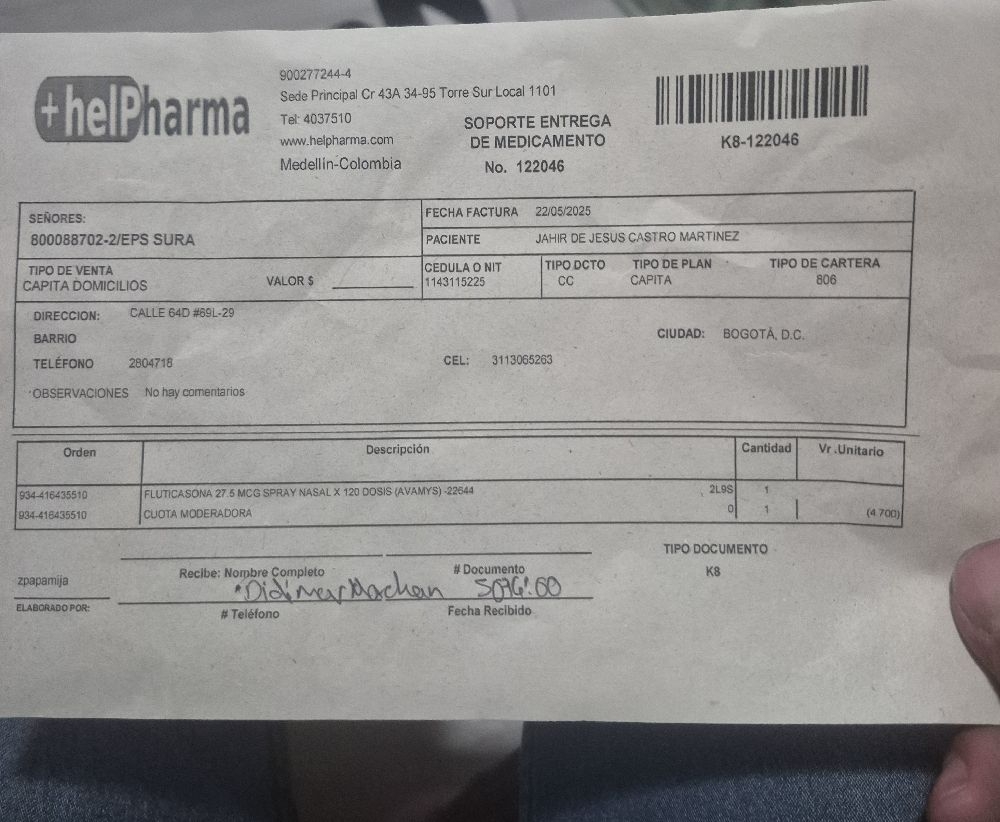 +helPharma
900277244-4
Sede Principal Cr 43A 34-95 Torre Sur Local 1101
Tel: 4037510
www.helpharma.com
Medellín-Colombia
SOPORTE ENTREGA
DE MEDICAMENTO
No. 122046
K8-122046
SEÑORES:
800088702-2/EPS SURA
FECHA FACTURA 22/05/2025
PACIENTE JAHIR DE JESUS CASTRO MARTINEZ
TIPO DE VENTA
CAPITA DOMICILIOS
VALOR $
CEDULA O NIT
1143115225
TIPO DCTO
CC
TIPO DE PLAN
CAPITA
TIPO DE CARTERA
806
DIRECCION: CALLE 64D #69L-29
BARRIO
CIUDAD: BOGOTÁ, D.C.
TELÉFONO 2804718
CEL: 3113065263
OBSERVACIONES No hay comentarios
Orden Descripción Cantidad Vr.Unitario
934-416435510 FLUTICASONA 27.5 MCG SPRAY NASAL X 120 DOSIS (AVAMYS) -22644 2L9S 1
934-416435510 CUOTA MODERADORA 0 1 (4.700)
TIPO DOCUMENTO
K8
Recibe: Nombre Completo # Documento
zpapamija
ELABORADO POR:
# Teléfono Fecha Recibido